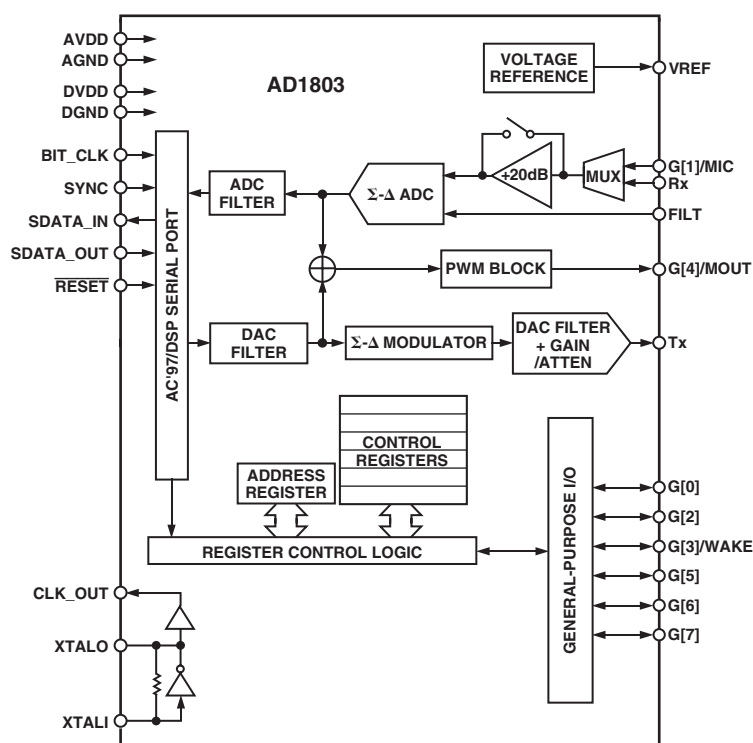 AVDD
AGND
DVDD
DGND
BIT_CLK
SYNC
SDATA_IN
SDATA_OUT
RESET
CLK_OUT
XTALO
XTALI
AD1803
VOLTAGE
REFERENCE
VREF
AC'97/DSP SERIAL PORT
ADC
FILTER
Σ-Δ ADC
+20dB
MUX
G[1]/MIC
Rx
FILT
PWM BLOCK
G[4]/MOUT
DAC
FILTER
Σ-Δ MODULATOR
DAC FILTER
+ GAIN
/ATTEN
Tx
CONTROL
REGISTERS
ADDRESS
REGISTER
REGISTER CONTROL LOGIC
GENERAL-PURPOSE I/O
G[0]
G[2]
G[3]/WAKE
G[5]
G[6]
G[7]